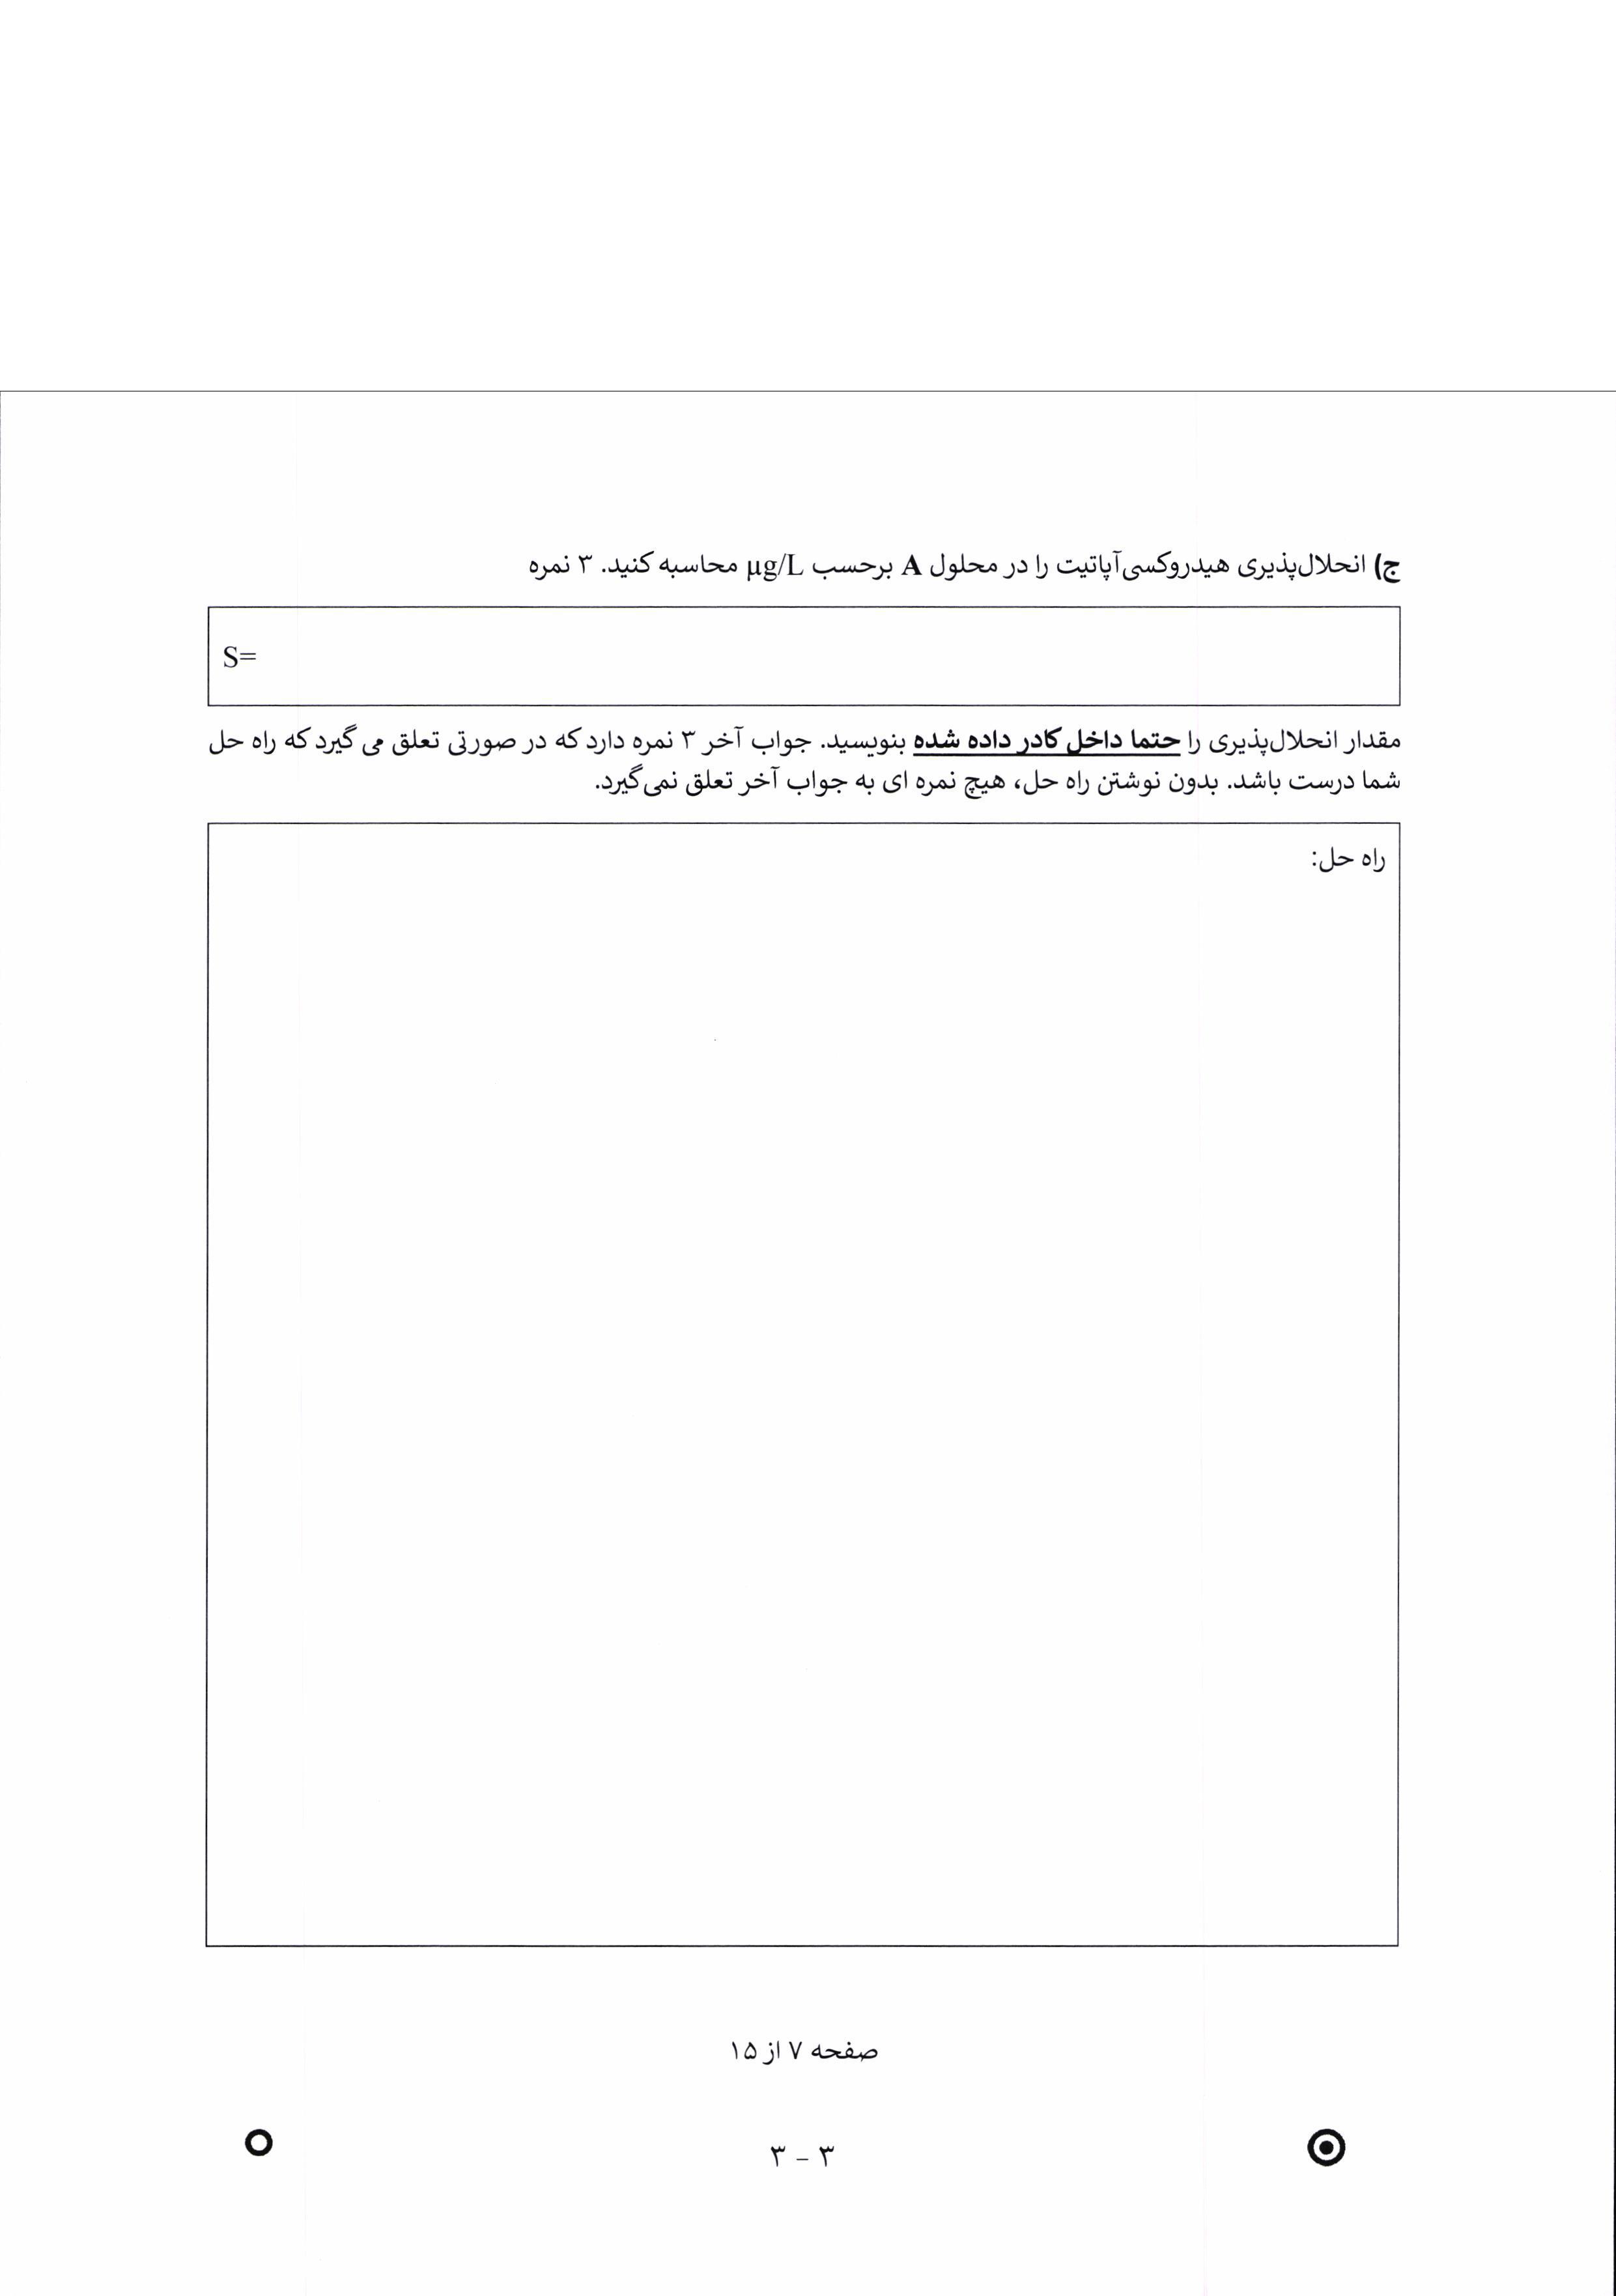 ج) انحلال‌پذیری هیدروکسی‌آپاتیت را در محلول A برحسب µg/L محاسبه کنید. ۳ نمره
S=
مقدار انحلال‌پذیری را حتما داخل کادر داده شده بنویسید. جواب آخر ۳ نمره دارد که در صورتی تعلق می گیرد که راه حل
شما درست باشد. بدون نوشتن راه حل، هیچ نمره ای به جواب آخر تعلق نمی‌گیرد.
راه حل:
صفحه ۷ از ۱۵
۳ - ۳